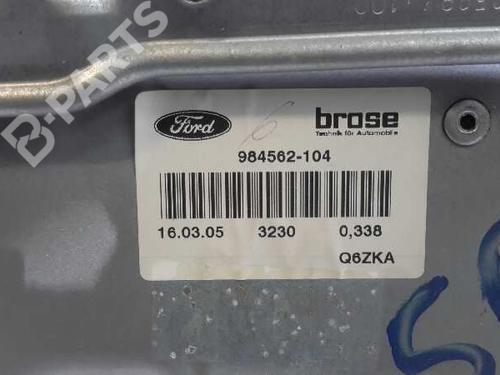 B-PARTS
Ford
6
brose
Technik für Automobile
984562-104
16.03.05 3230 0,338
Q6ZKA